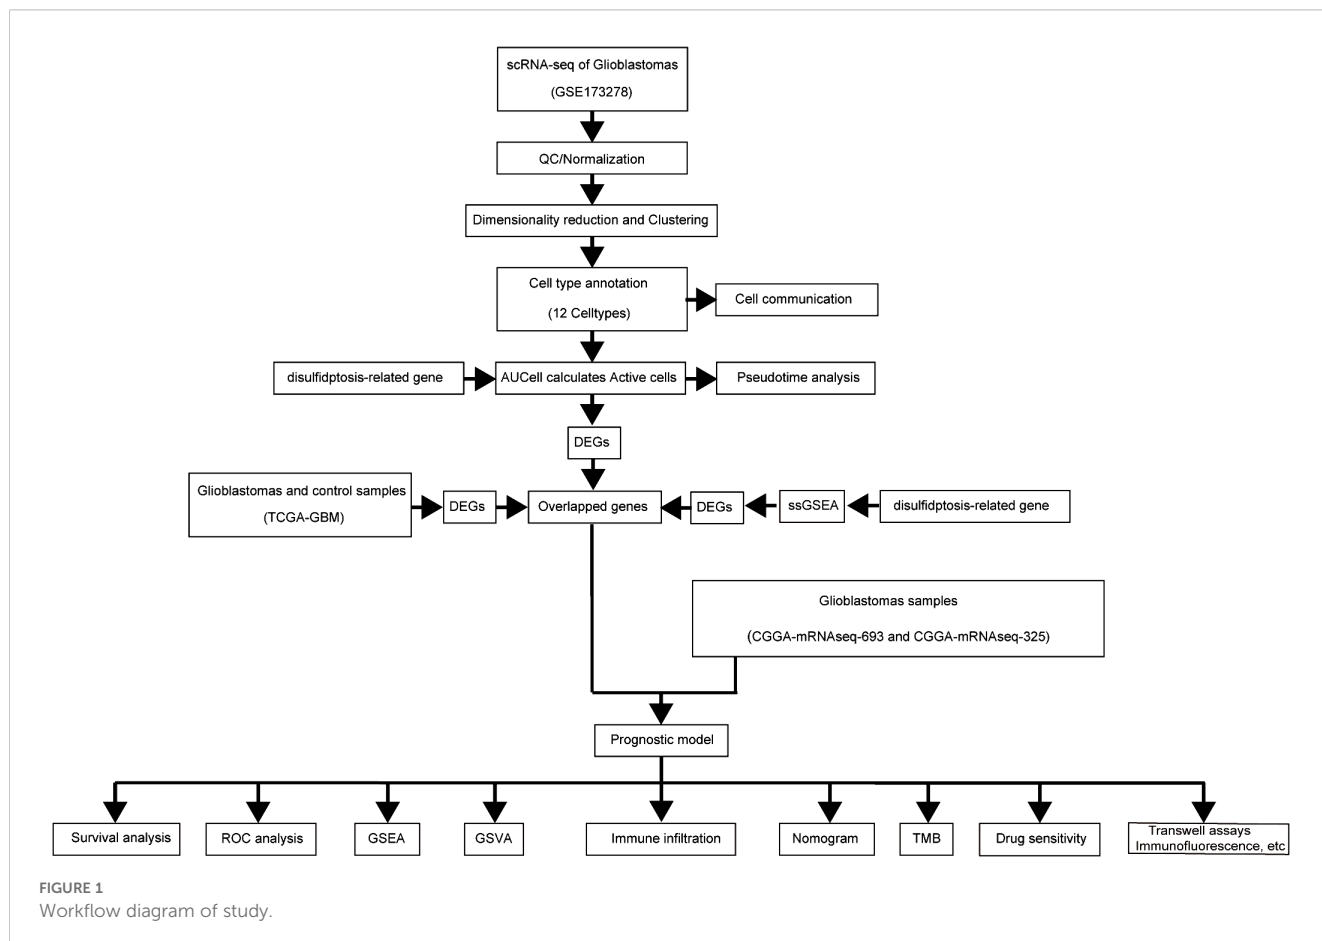 scRNA-seq of Glioblastomas
(GSE173278)
QC/Normalization
Dimensionality reduction and Clustering
Cell type annotation
(12 Celltypes)
Cell communication
disulfidptosis-related gene
AUCell calculates Active cells
Pseudotime analysis
DEGs
Glioblastomas and control samples
(TCGA-GBM)
DEGs
Overlapped genes
DEGs
ssGSEA
disulfidptosis-related gene
Glioblastomas samples
(CGGA-mRNAseq-693 and CGGA-mRNAseq-325)
Prognostic model
Survival analysis
ROC analysis
GSEA
GSVA
Immune infiltration
Nomogram
TMB
Drug sensitivity
Transwell assays
Immunofluorescence, etc
FIGURE 1
Workflow diagram of study.